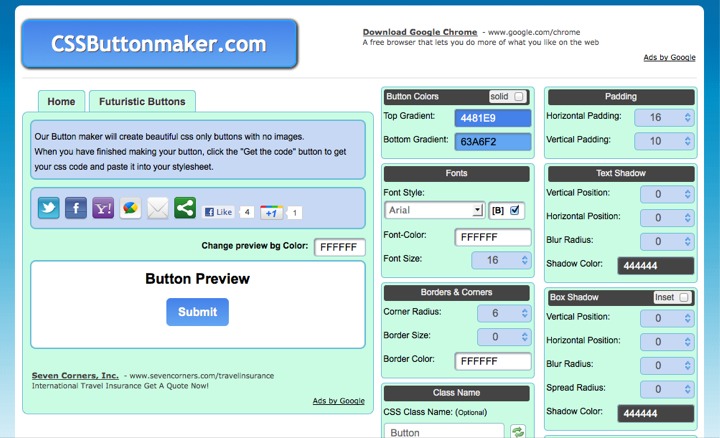 CSSButtonmaker.com
Download Google Chrome - www.google.com/chrome
A free browser that lets you do more of what you like on the web
Ads by Google
Home
Futuristic Buttons
Our Button maker will create beautiful css only buttons with no images.
When you have finished making your button, click the "Get the code" button to get
your css code and paste it into your stylesheet.
Y!
Like 4
+1 1
Change preview bg Color: FFFFFF
Button Preview
Submit
Seven Corners, Inc. - www.sevencorners.com/travelinsurance
International Travel Insurance Get A Quote Now!
Ads by Google
Button Colors solid
Top Gradient: 4481E9
Bottom Gradient: 63A6F2
Fonts
Font Style:
Arial [B]
Font-Color: FFFFFF
Font Size: 16
Borders & Corners
Corner Radius: 6
Border Size: 0
Border Color: FFFFFF
Class Name
CSS Class Name: (Optional)
Button
Padding
Horizontal Padding: 16
Vertical Padding: 10
Text Shadow
Vertical Position: 0
Horizontal Position: 0
Blur Radius: 0
Shadow Color: 444444
Box Shadow Inset
Vertical Position: 0
Horizontal Position: 0
Blur Radius: 0
Spread Radius: 0
Shadow Color: 444444